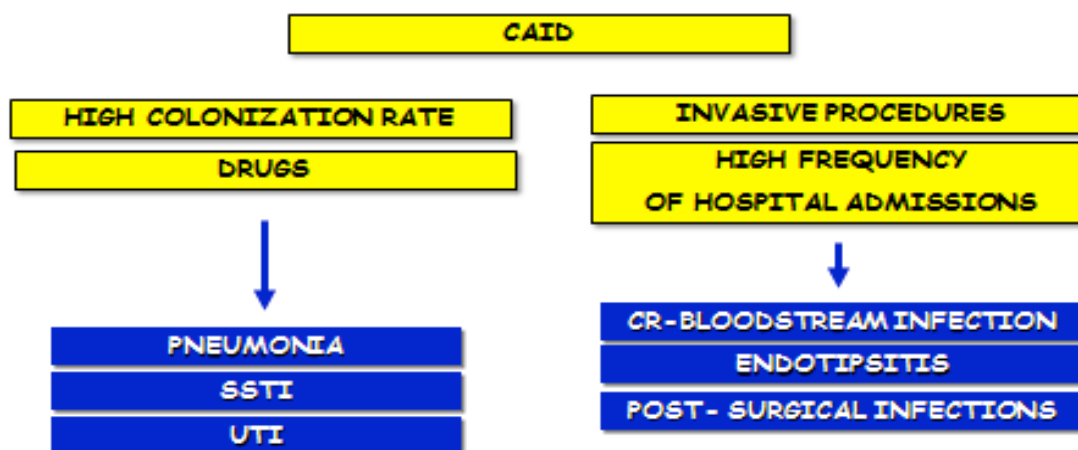 CAID
HIGH COLONIZATION RATE
DRUGS
PNEUMONIA
SSTI
UTI
INVASIVE PROCEDURES
HIGH FREQUENCY
OF HOSPITAL ADMISSIONS
CR-BLOODSTREAM INFECTION
ENDOTIPSITIS
POST- SURGICAL INFECTIONS